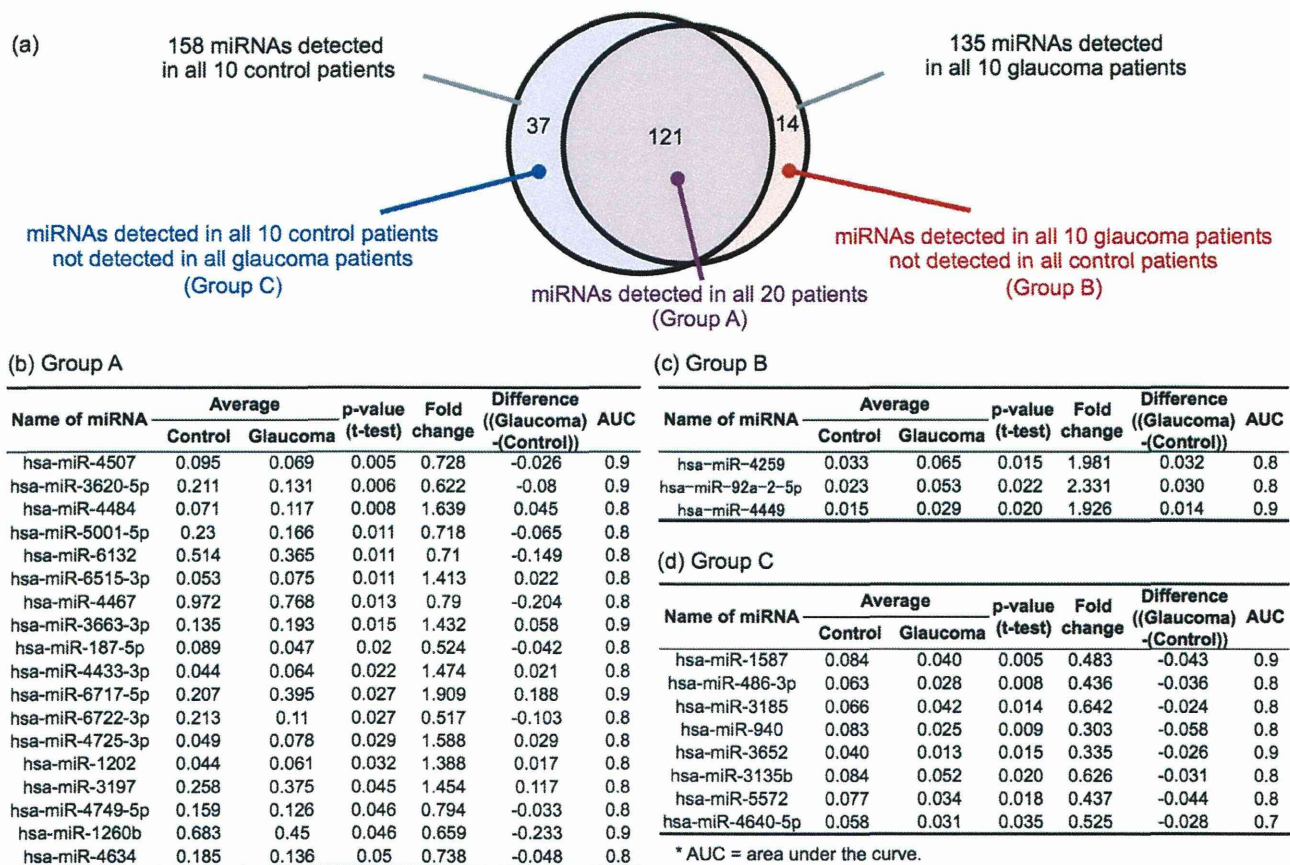 (a)
158 miRNAs detected
in all 10 control patients
135 miRNAs detected
in all 10 glaucoma patients
37
121
14
miRNAs detected in all 10 control patients
not detected in all glaucoma patients
(Group C)
miRNAs detected in all 20 patients
(Group A)
miRNAs detected in all 10 glaucoma patients
not detected in all control patients
(Group B)
(b) Group A
Name of miRNA Average Control Glaucoma p-value (t-test) Fold change Difference ((Glaucoma) -(Control)) AUC
hsa-miR-4507 0.095 0.069 0.005 0.728 -0.026 0.9
hsa-miR-3620-5p 0.211 0.131 0.006 0.622 -0.08 0.9
hsa-miR-4484 0.071 0.117 0.008 1.639 0.045 0.8
hsa-miR-5001-5p 0.23 0.166 0.011 0.718 -0.065 0.8
hsa-miR-6132 0.514 0.365 0.011 0.71 -0.149 0.8
hsa-miR-6515-3p 0.053 0.075 0.011 1.413 0.022 0.8
hsa-miR-4467 0.972 0.768 0.013 0.79 -0.204 0.8
hsa-miR-3663-3p 0.135 0.193 0.015 1.432 0.058 0.9
hsa-miR-187-5p 0.089 0.047 0.02 0.524 -0.042 0.8
hsa-miR-4433-3p 0.044 0.064 0.022 1.474 0.021 0.8
hsa-miR-6717-5p 0.207 0.395 0.027 1.909 0.188 0.9
hsa-miR-6722-3p 0.213 0.11 0.027 0.517 -0.103 0.8
hsa-miR-4725-3p 0.049 0.078 0.029 1.588 0.029 0.8
hsa-miR-1202 0.044 0.061 0.032 1.388 0.017 0.8
hsa-miR-3197 0.258 0.375 0.045 1.454 0.117 0.8
hsa-miR-4749-5p 0.159 0.126 0.046 0.794 -0.033 0.8
hsa-miR-1260b 0.683 0.45 0.046 0.659 -0.233 0.9
hsa-miR-4634 0.185 0.136 0.05 0.738 -0.048 0.8
(c) Group B
Name of miRNA Average Control Glaucoma p-value (t-test) Fold change Difference ((Glaucoma) -(Control)) AUC
hsa-miR-4259 0.033 0.065 0.015 1.981 0.032 0.8
hsa-miR-92a-2-5p 0.023 0.053 0.022 2.331 0.030 0.8
hsa-miR-4449 0.015 0.029 0.020 1.926 0.014 0.9
(d) Group C
Name of miRNA Average Control Glaucoma p-value (t-test) Fold change Difference ((Glaucoma) -(Control)) AUC
hsa-miR-1587 0.084 0.040 0.005 0.483 -0.043 0.9
hsa-miR-486-3p 0.063 0.028 0.008 0.436 -0.036 0.8
hsa-miR-3185 0.066 0.042 0.014 0.642 -0.024 0.8
hsa-miR-940 0.083 0.025 0.009 0.303 -0.058 0.8
hsa-miR-3652 0.040 0.013 0.015 0.335 -0.026 0.9
hsa-miR-3135b 0.084 0.052 0.020 0.626 -0.031 0.8
hsa-miR-5572 0.077 0.034 0.018 0.437 -0.044 0.8
hsa-miR-4640-5p 0.058 0.031 0.035 0.525 -0.028 0.7
* AUC = area under the curve.